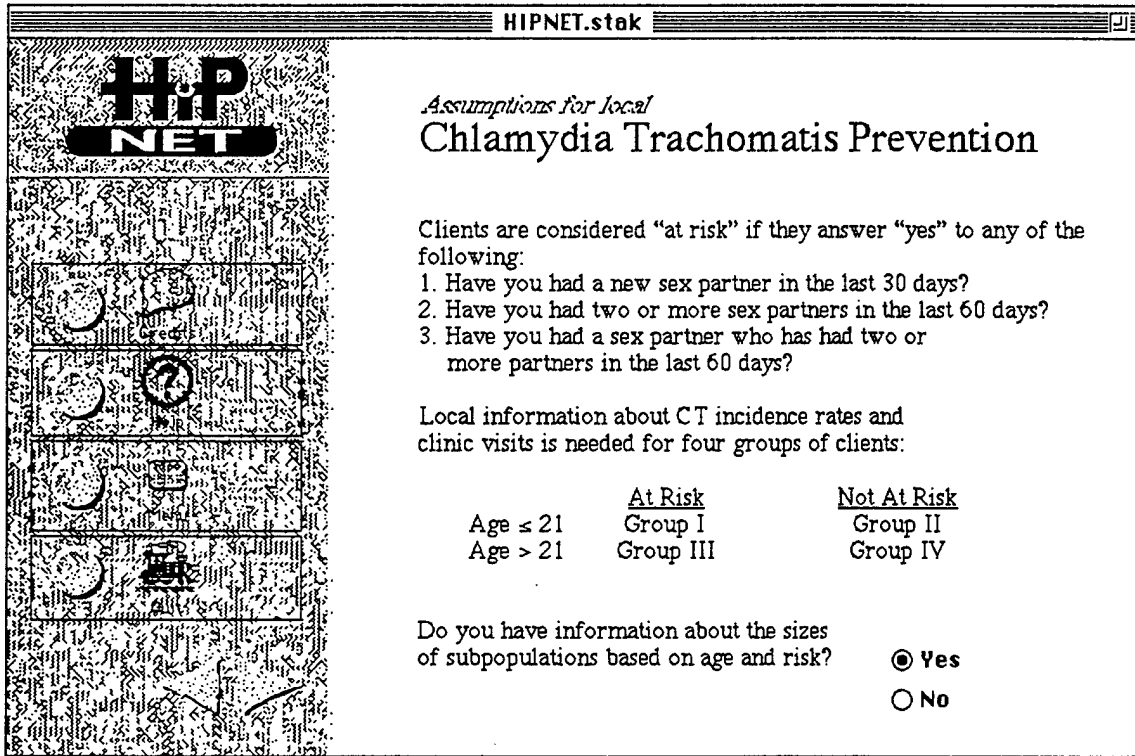 HIPNET.stak
HiP
NET
Assumptions for local
Chlamydia Trachomatis Prevention
Clients are considered “at risk” if they answer “yes” to any of the
following:
1. Have you had a new sex partner in the last 30 days?
2. Have you had two or more sex partners in the last 60 days?
3. Have you had a sex partner who has had two or
more partners in the last 60 days?
Local information about CT incidence rates and
clinic visits is needed for four groups of clients:
At Risk Not At Risk
Age ≤ 21 Group I Group II
Age > 21 Group III Group IV
Do you have information about the sizes
of subpopulations based on age and risk?
Yes
No